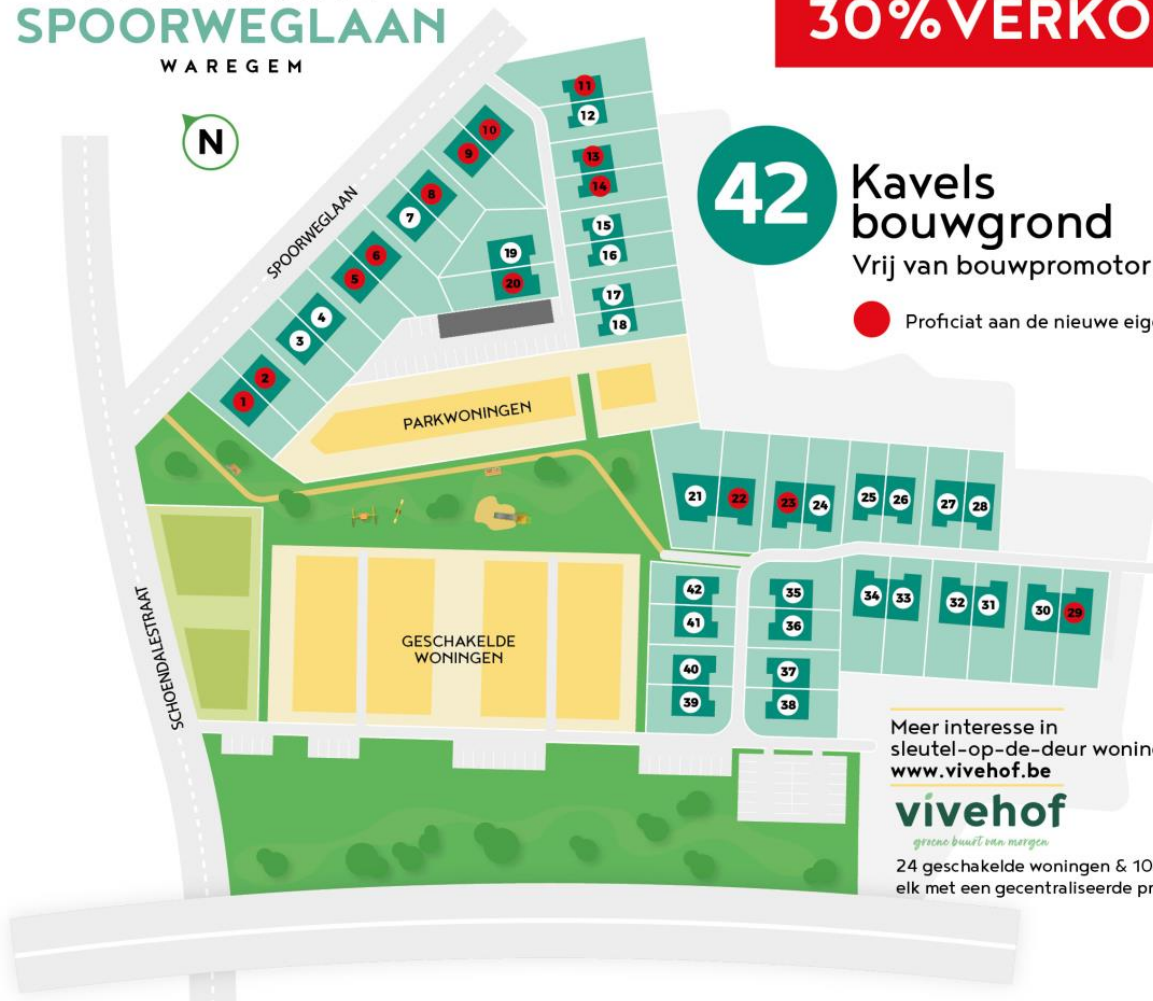 SPOORWEGLAAN
WAREGEM
30% VERKO
N
42
Kavels
bouwgrond
Vrij van bouwpromotor
Proficiat aan de nieuwe eig
SPOORWEGLAAN
1
2
3
4
5
6
7
8
9
10
11
12
13
14
15
16
17
18
19
20
PARKWONINGEN
21
22
23
24
25
26
27
28
34
33
32
31
30
29
42
41
40
39
35
36
37
38
GESCHAKELDE
WONINGEN
SCHOENDALESTRAAT
Meer interesse in
sleutel-op-de-deur wonin
www.vivehof.be
vivehof
groene buurt van morgen
24 geschakelde woningen & 10
elk met een gecentraliseerde pr